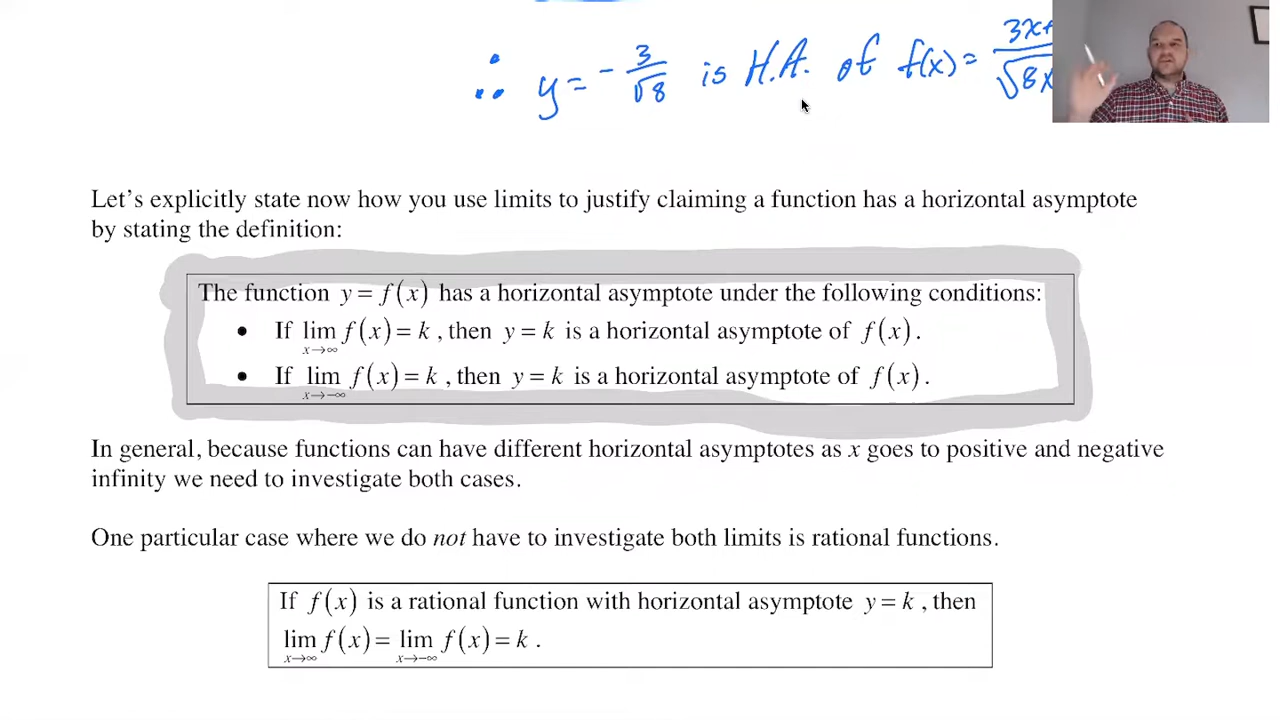 ∴ y = - 3/√8 is H.A. of f(x) = 3x+ / √8x
Let's explicitly state now how you use limits to justify claiming a function has a horizontal asymptote
by stating the definition:
The function y = f(x) has a horizontal asymptote under the following conditions:
• If lim x→∞ f(x) = k, then y = k is a horizontal asymptote of f(x).
• If lim x→-∞ f(x) = k, then y = k is a horizontal asymptote of f(x).
In general, because functions can have different horizontal asymptotes as x goes to positive and negative
infinity we need to investigate both cases.
One particular case where we do not have to investigate both limits is rational functions.
If f(x) is a rational function with horizontal asymptote y = k, then
lim x→∞ f(x) = lim x→-∞ f(x) = k.